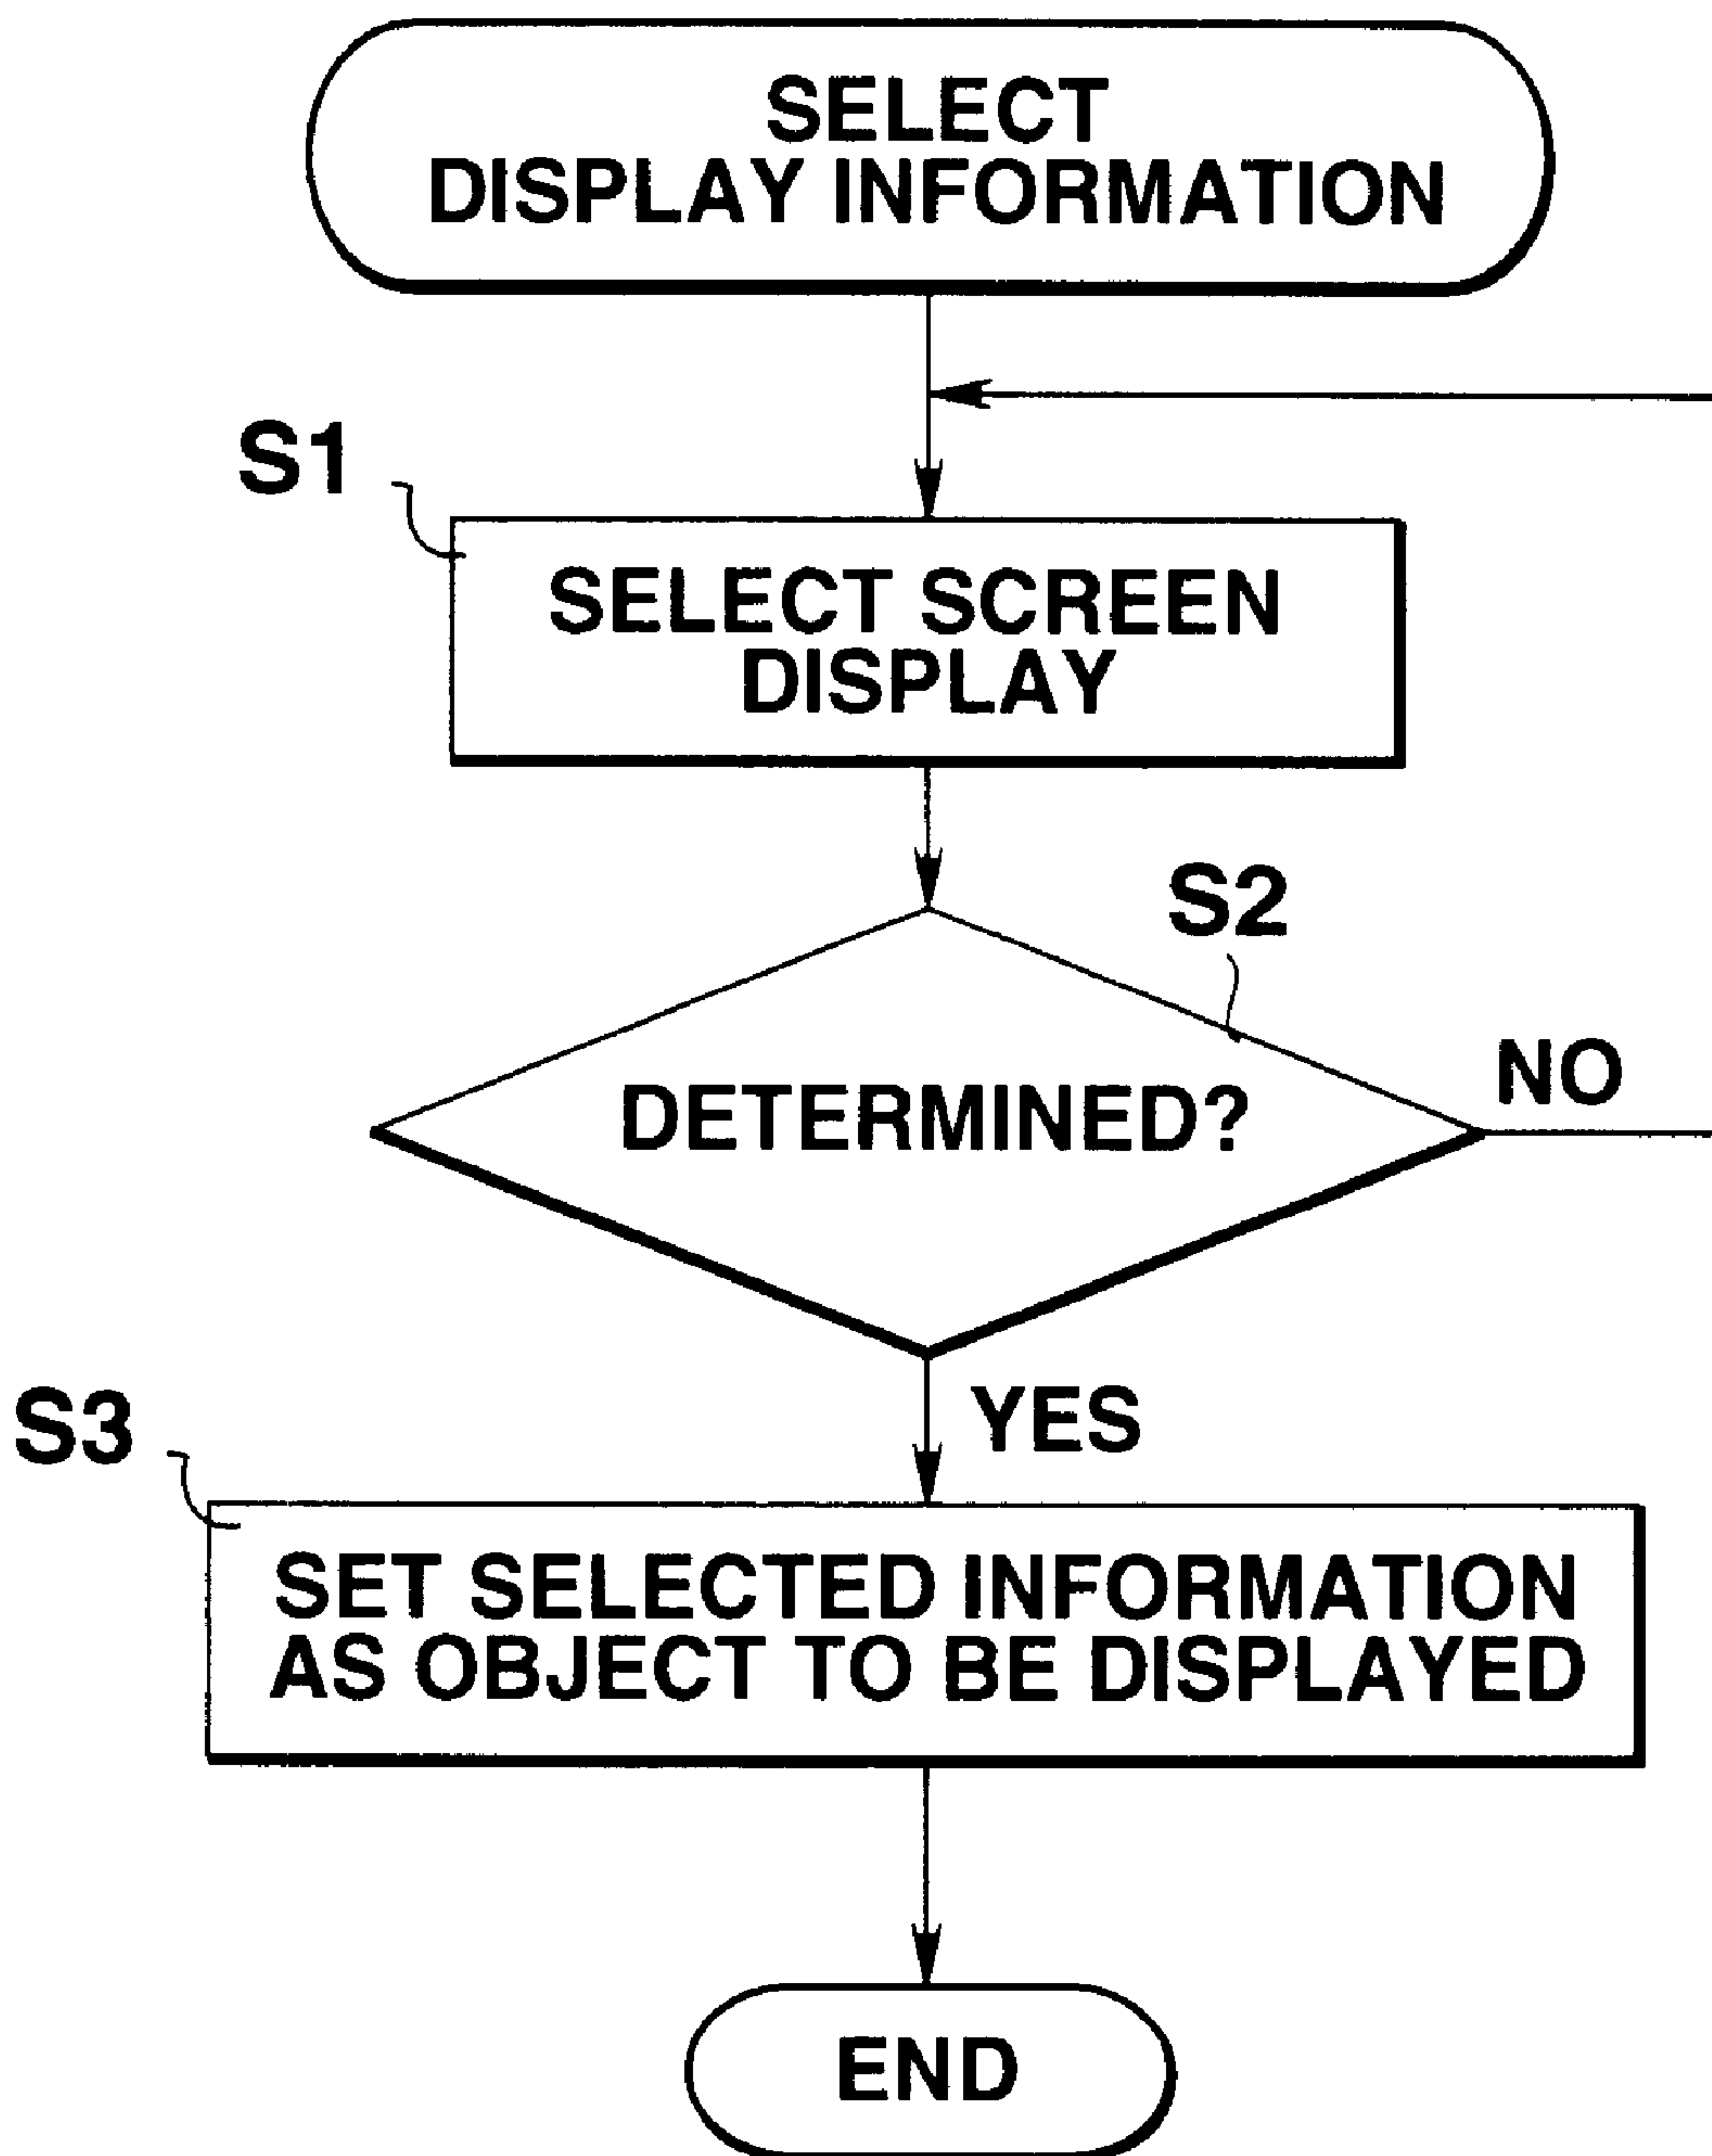 SELECT
DISPLAY INFORMATION
S1
SELECT SCREEN
DISPLAY
S2
DETERMINED?
NO
YES
S3
SET SELECTED INFORMATION
AS OBJECT TO BE DISPLAYED
END